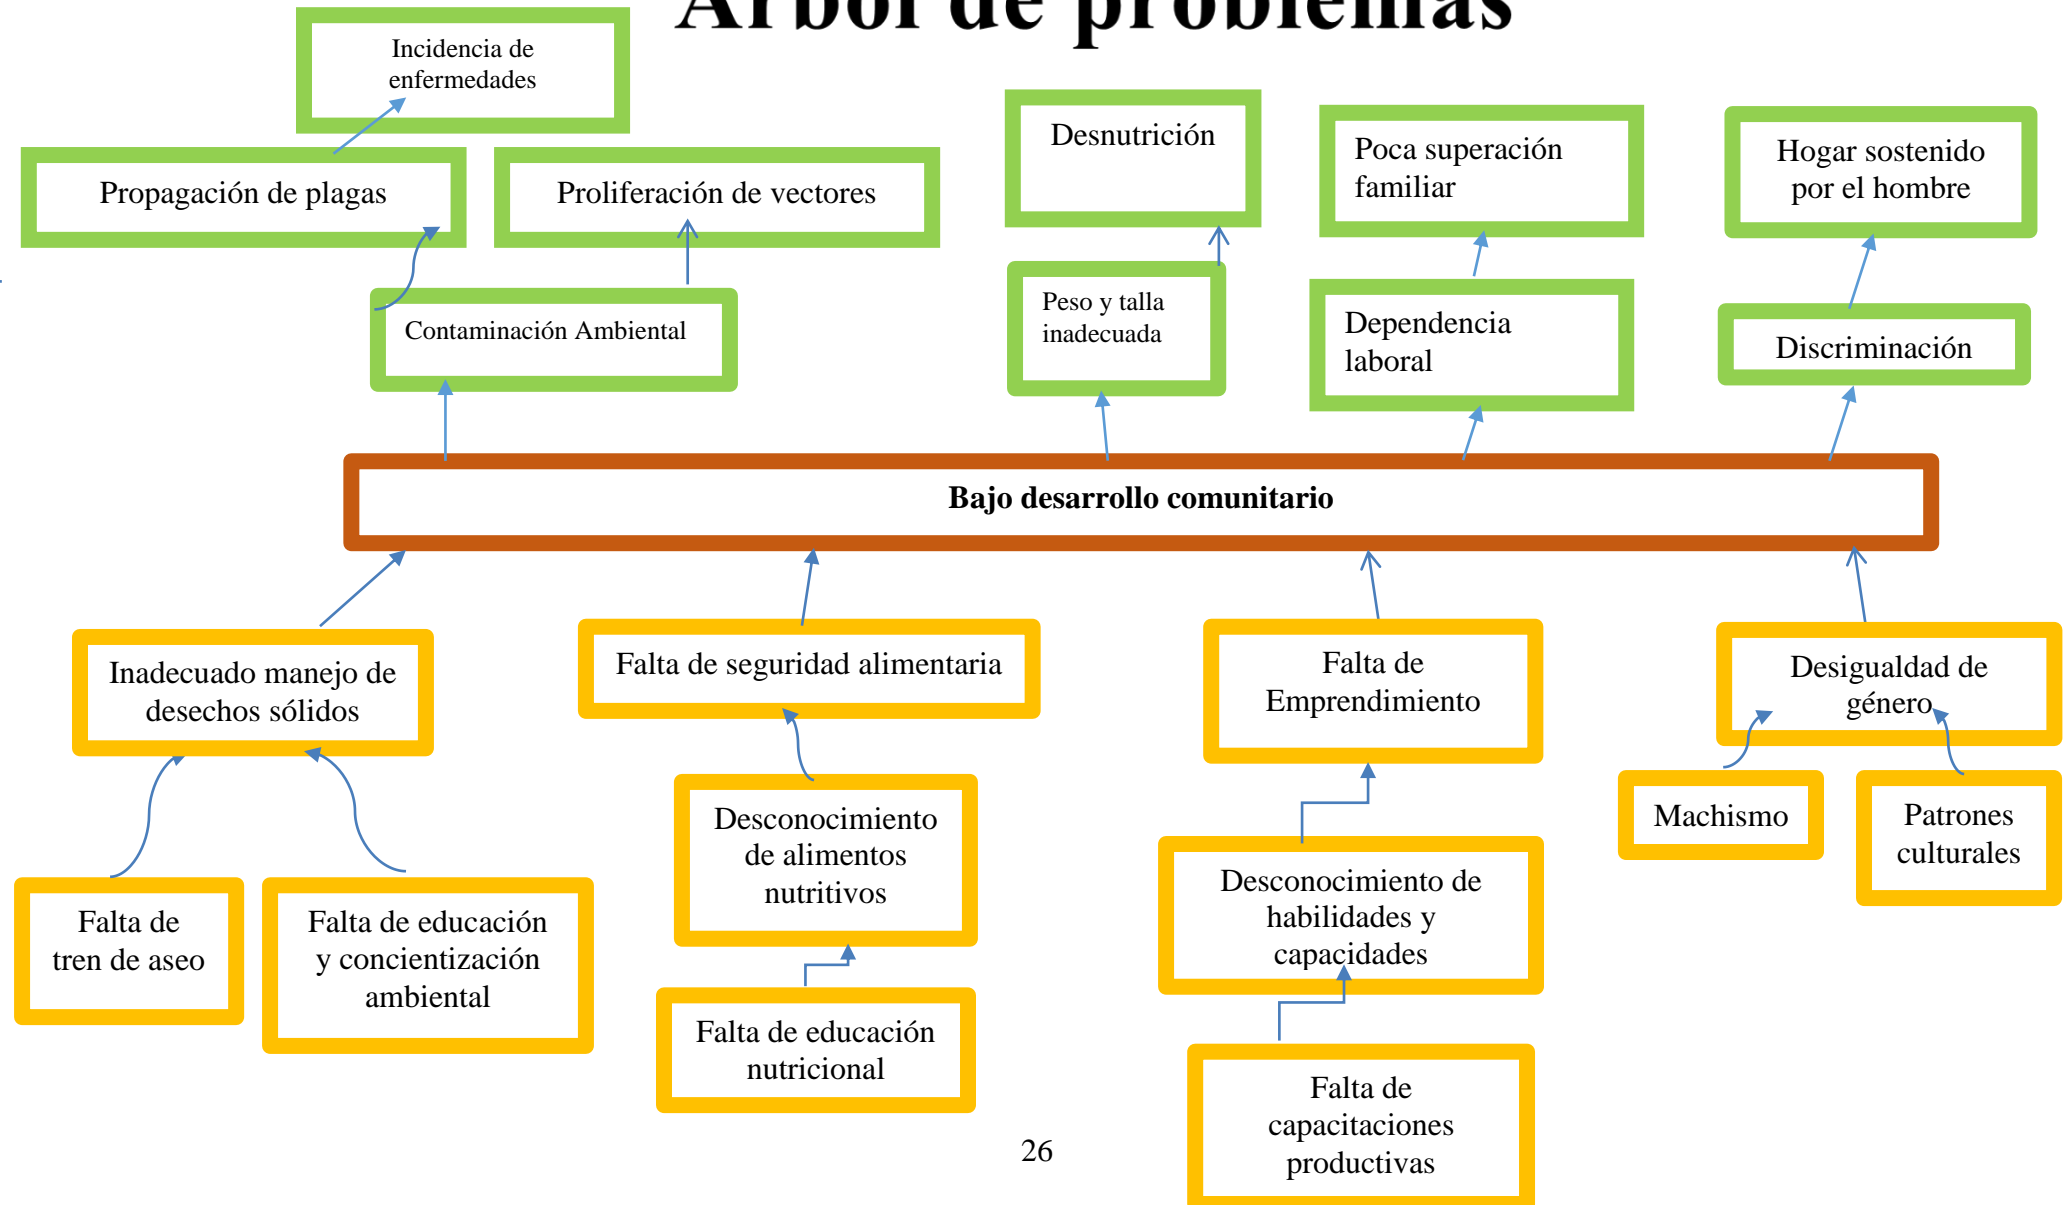 Árbol de problemas
Incidencia de
enfermedades
Propagación de plagas
Proliferación de vectores
Desnutrición
Poca superación
familiar
Hogar sostenido
por el hombre
Contaminación Ambiental
Peso y talla
inadecuada
Dependencia
laboral
Discriminación
Bajo desarrollo comunitario
Inadecuado manejo de
desechos sólidos
Falta de seguridad alimentaria
Falta de
Emprendimiento
Desigualdad de
género
Falta de
tren de aseo
Falta de educación
y concientización
ambiental
Desconocimiento
de alimentos
nutritivos
Desconocimiento de
habilidades y
capacidades
Machismo
Patrones
culturales
Falta de educación
nutricional
Falta de
capacitaciones
productivas
26